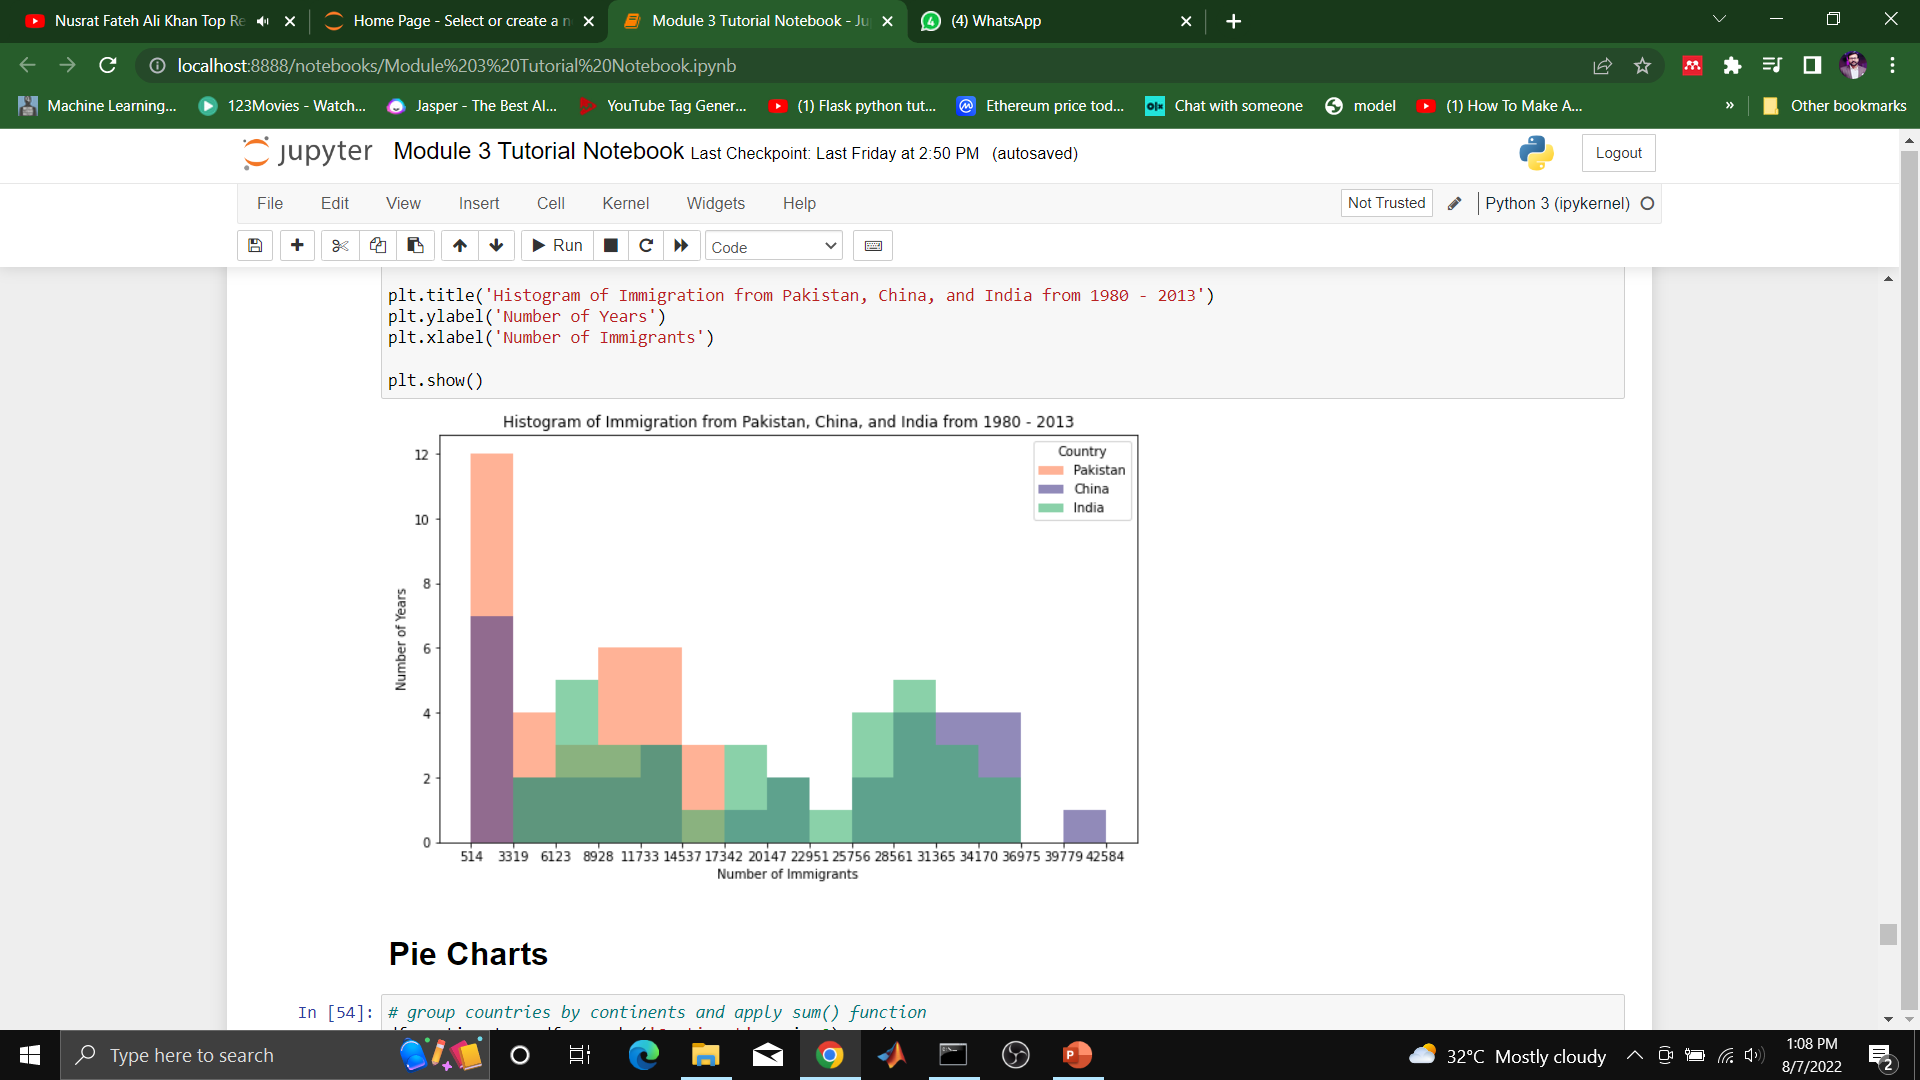 Nusrat Fateh Ali Khan Top Re
Home Page - Select or create a n
Module 3 Tutorial Notebook - Ju
(4) WhatsApp
localhost:8888/notebooks/Module%203%20Tutorial%20Notebook.ipynb
Machine Learning...
123Movies - Watch...
Jasper - The Best AI...
YouTube Tag Gener...
(1) Flask python tut...
Ethereum price tod...
Chat with someone
model
(1) How To Make A...
»
Other bookmarks
jupyter
Module 3 Tutorial Notebook Last Checkpoint: Last Friday at 2:50 PM (autosaved)
Logout
File Edit View Insert Cell Kernel Widgets Help
Not Trusted
Python 3 (ipykernel)
Run
Code
plt.title('Histogram of Immigration from Pakistan, China, and India from 1980 - 2013')
plt.ylabel('Number of Years')
plt.xlabel('Number of Immigrants')
plt.show()
Histogram of Immigration from Pakistan, China, and India from 1980 - 2013
Country
Pakistan
China
India
12
10
8
6
4
2
0
Number of Years
514 3319 6123 8928 11733 14537 17342 20147 22951 25756 28561 31365 34170 36975 39779 42584
Number of Immigrants
Pie Charts
In [54]:
# group countries by continents and apply sum() function
Type here to search
32°C Mostly cloudy
1:08 PM
8/7/2022
2